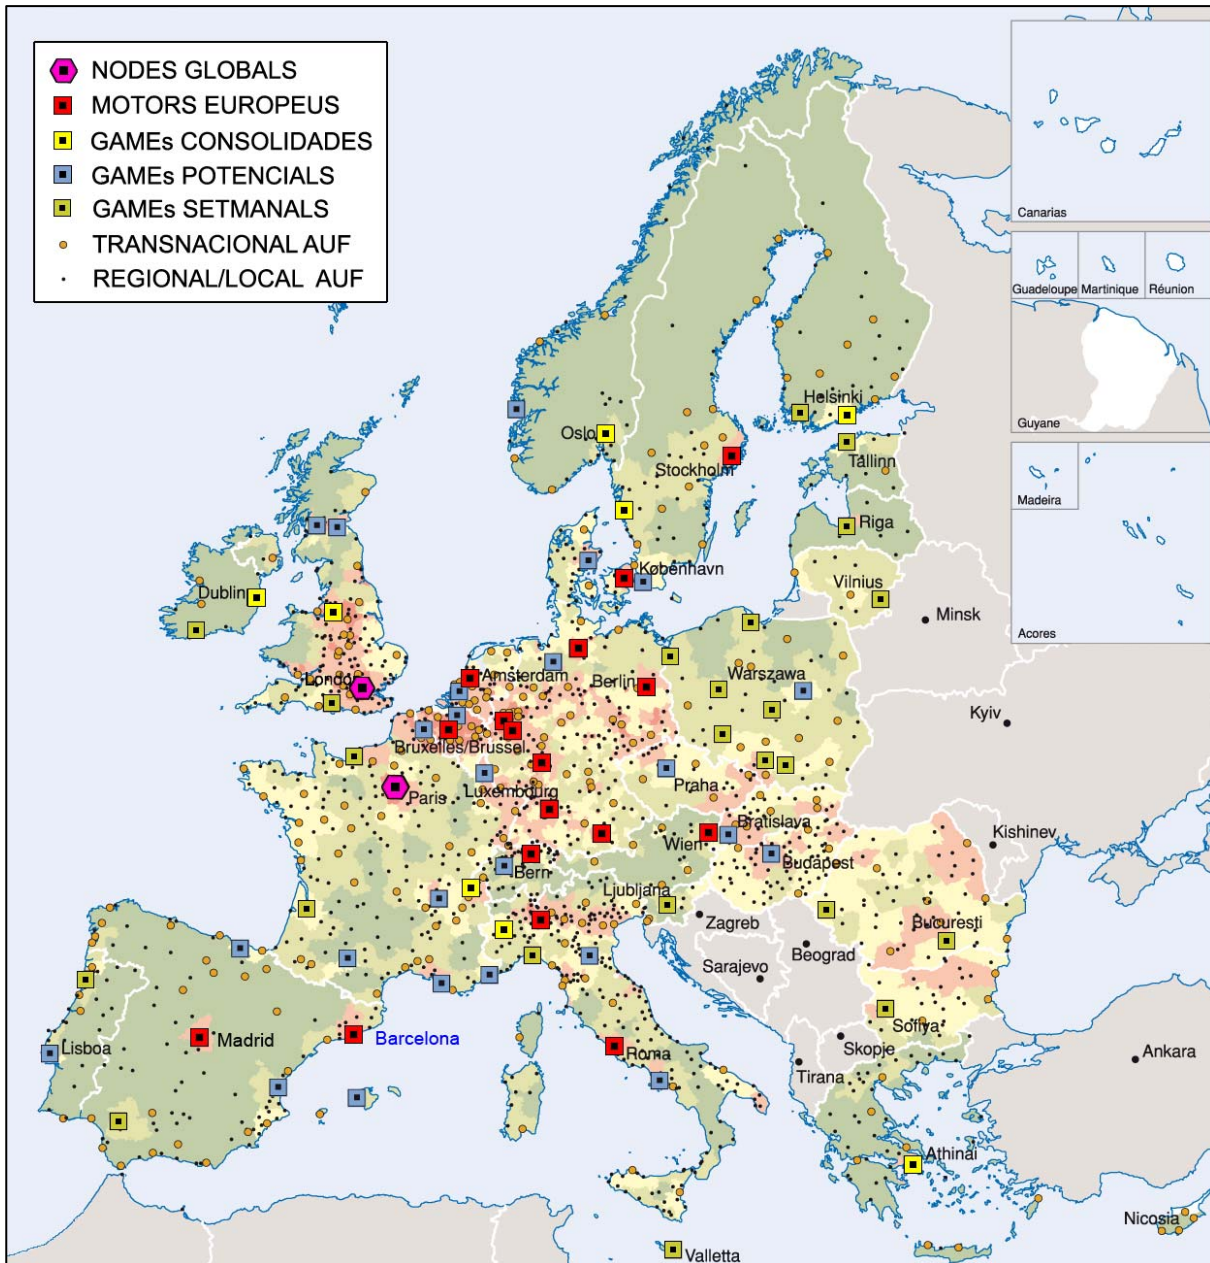 NODES GLOBALS
MOTORS EUROPEUS
GAMEs CONSOLIDADES
GAMEs POTENCIALS
GAMEs SETMANALS
TRANSNACIONAL AUF
REGIONAL/LOCAL AUF
Canarias
Guadeloupe
Martinique
Réunion
Guyane
Madeira
Acores
Helsinki
Oslo
Stockholm
Tallinn
Riga
København
Vilnius
Dublin
Minsk
London
Amsterdam
Berlin
Warszawa
Kyiv
Bruxelles/Brussel
Praha
Luxembourg
Paris
Bratislava
Kishinev
Wien
Budapest
Bern
Ljubljana
Zagreb
Bucuresti
Beograd
Sarajevo
Sofiya
Skopje
Madrid
Barcelona
Lisboa
Roma
Tirana
Ankara
Athinai
Nicosia
Valletta